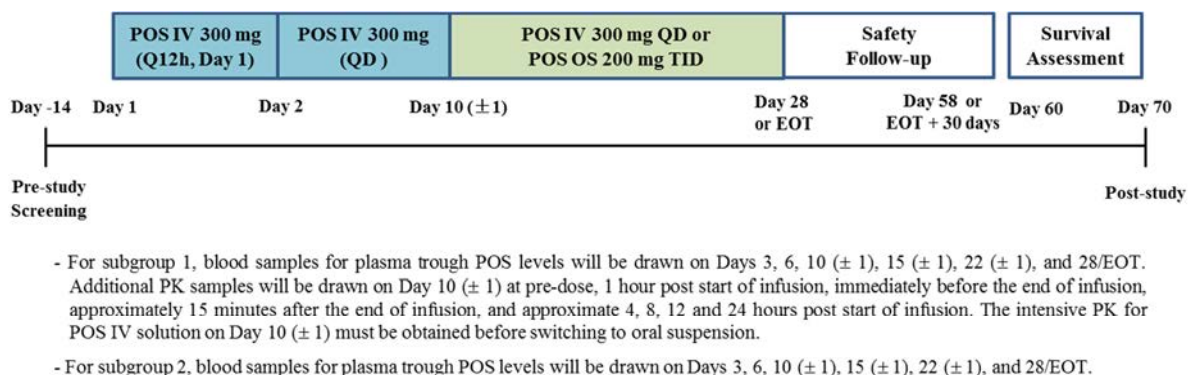 POS IV 300 mg
(Q12h, Day 1)
POS IV 300 mg
(QD )
POS IV 300 mg QD or
POS OS 200 mg TID
Safety
Follow-up
Survival
Assessment
Day -14
Day 1
Day 2
Day 10 (±1)
Day 28
or EOT
Day 58 or
EOT + 30 days
Day 60
Day 70
Pre-study
Screening
Post-study
- For subgroup 1, blood samples for plasma trough POS levels will be drawn on Days 3, 6, 10 (± 1), 15 (± 1), 22 (± 1), and 28/EOT.
Additional PK samples will be drawn on Day 10 (± 1) at pre-dose, 1 hour post start of infusion, immediately before the end of infusion,
approximately 15 minutes after the end of infusion, and approximate 4, 8, 12 and 24 hours post start of infusion. The intensive PK for
POS IV solution on Day 10 (± 1) must be obtained before switching to oral suspension.
- For subgroup 2, blood samples for plasma trough POS levels will be drawn on Days 3, 6, 10 (± 1), 15 (± 1), 22 (± 1), and 28/EOT.